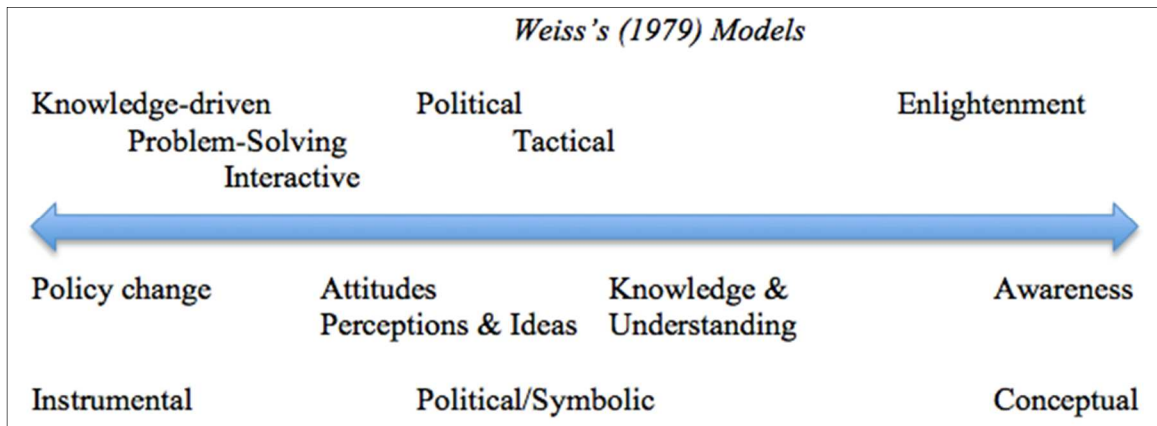 Weiss's (1979) Models
Knowledge-driven Political Enlightenment
Problem-Solving Tactical
Interactive
Policy change Attitudes Knowledge & Awareness
Perceptions & Ideas Understanding
Instrumental Political/Symbolic Conceptual